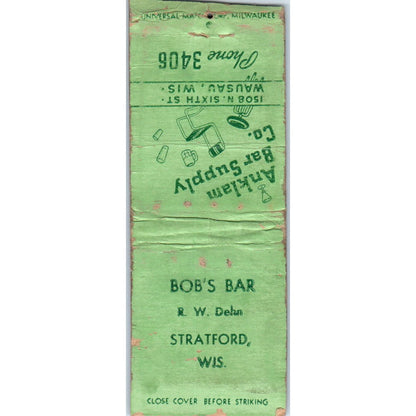 UNIVERSAL MATCH CORP., MILWAUKEE
Anklam
Bar Supply
Co.
1508 N. SIXTH ST.
WAUSAU, WIS.
Phone 3406
BOB'S BAR
R. W. Dehn
STRATFORD,
WIS.
CLOSE COVER BEFORE STRIKING